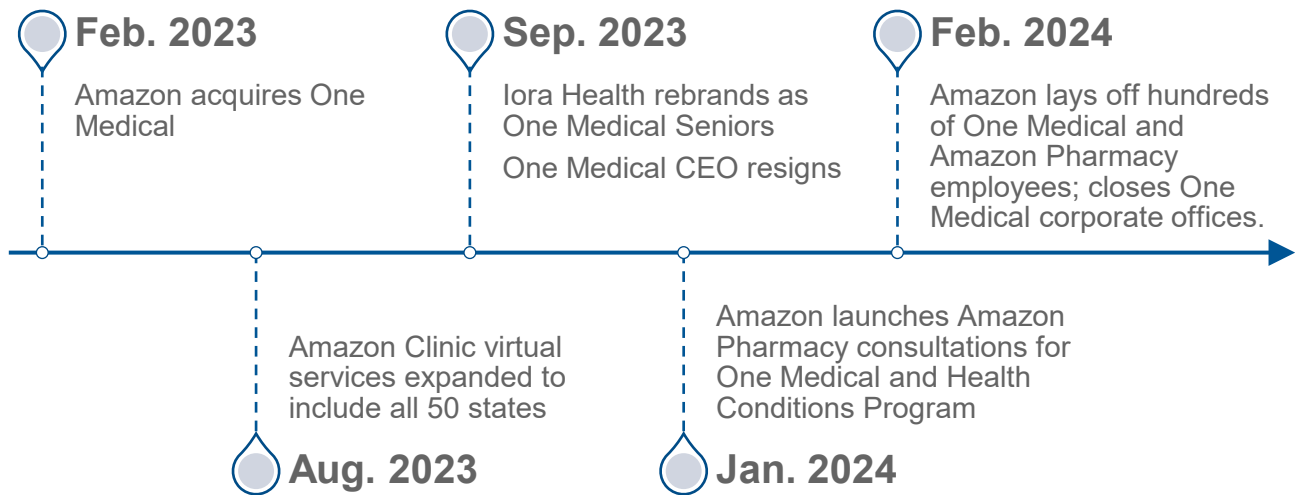 Feb. 2023
Amazon acquires One
Medical
Sep. 2023
Iora Health rebrands as
One Medical Seniors
One Medical CEO resigns
Feb. 2024
Amazon lays off hundreds
of One Medical and
Amazon Pharmacy
employees; closes One
Medical corporate offices.
Amazon Clinic virtual
services expanded to
include all 50 states
Aug. 2023
Amazon launches Amazon
Pharmacy consultations for
One Medical and Health
Conditions Program
Jan. 2024